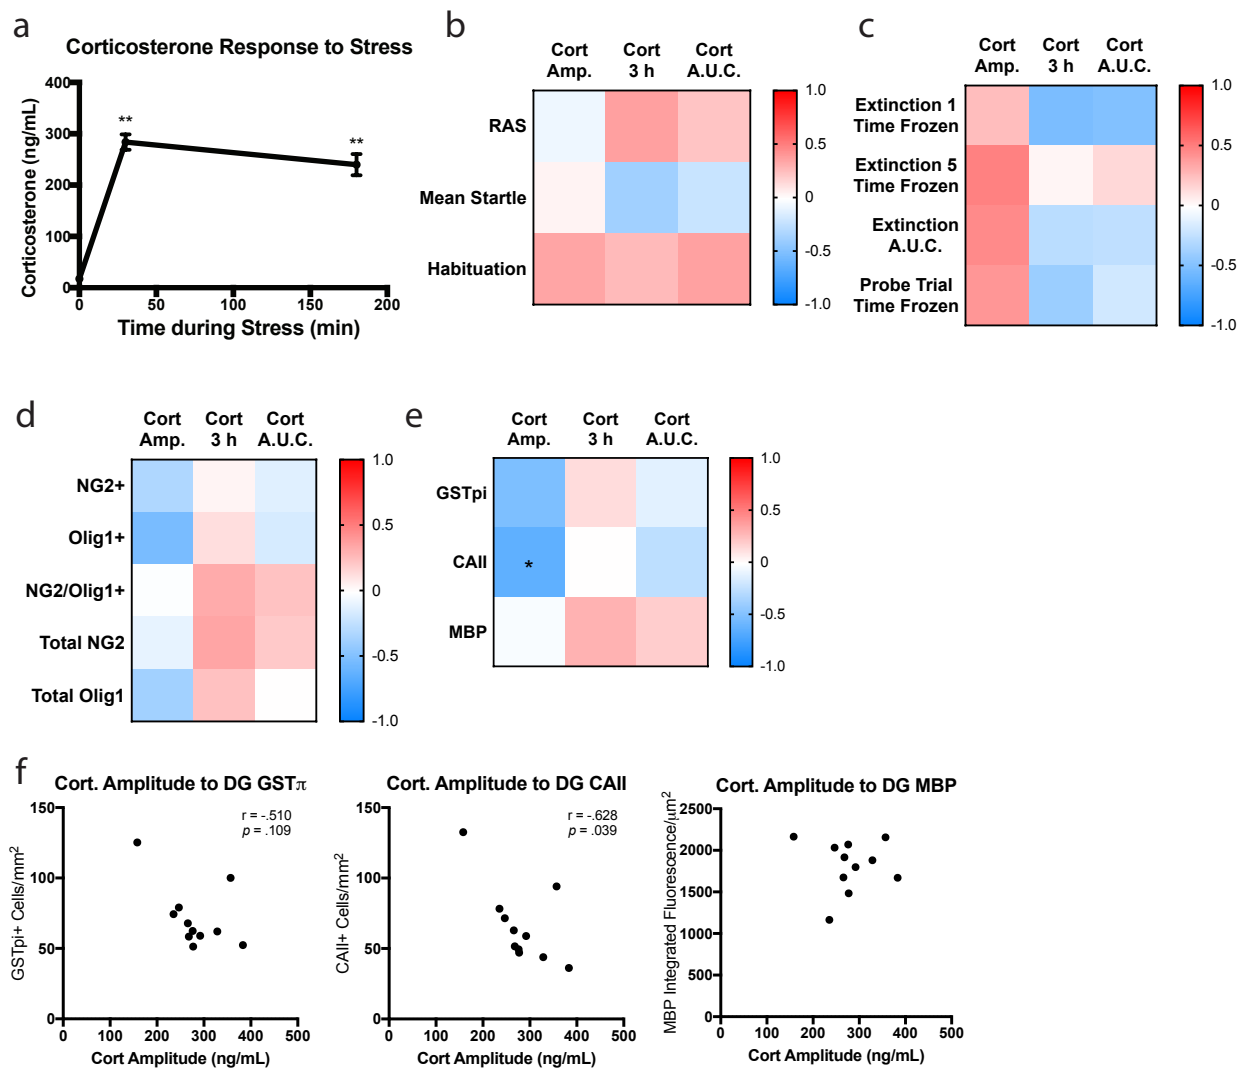 a
Corticosterone Response to Stress
Corticosterone (ng/mL)
400
300
200
100
0
**
**
0
50
100
150
200
Time during Stress (min)
b
Cort
Amp.
Cort
3 h
Cort
A.U.C.
RAS
Mean Startle
Habituation
1.0
0.5
0
-0.5
-1.0
c
Cort
Amp.
Cort
3 h
Cort
A.U.C.
Extinction 1
Time Frozen
Extinction 5
Time Frozen
Extinction
A.U.C.
Probe Trial
Time Frozen
1.0
0.5
0
-0.5
-1.0
d
Cort
Amp.
Cort
3 h
Cort
A.U.C.
NG2+
Olig1+
NG2/Olig1+
Total NG2
Total Olig1
1.0
0.5
0
-0.5
-1.0
e
Cort
Amp.
Cort
3 h
Cort
A.U.C.
GSTpi
CAII
MBP
*
1.0
0.5
0
-0.5
-1.0
f
Cort. Amplitude to DG GSTπ
GSTpi+ Cells/mm²
150
100
50
0
r = -.510
p = .109
0
100
200
300
400
500
Cort Amplitude (ng/mL)
Cort. Amplitude to DG CAII
CAII+ Cells/mm²
150
100
50
0
r = -.628
p = .039
0
100
200
300
400
500
Cort Amplitude (ng/mL)
Cort. Amplitude to DG MBP
MBP Integrated Fluorescence/μm²
2500
2000
1500
1000
500
0
0
100
200
300
400
500
Cort Amplitude (ng/mL)